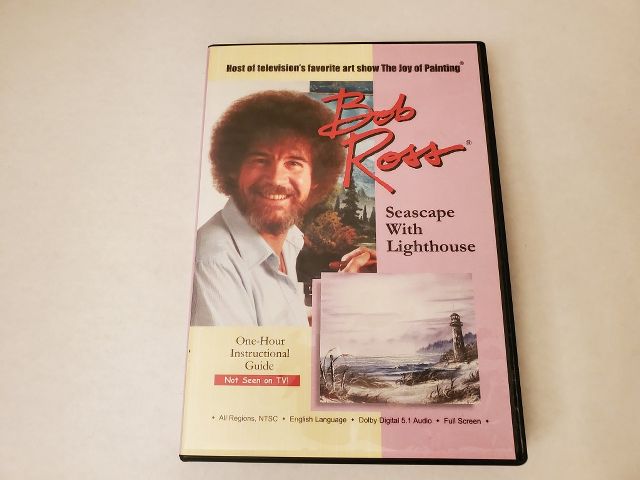 Host of television's favorite art show The Joy of Painting®
Bob
Ross®
Seascape
With
Lighthouse
One-Hour
Instructional
Guide
Not Seen on TV!
• All Regions, NTSC • English Language • Dolby Digital 5.1 Audio • Full Screen •